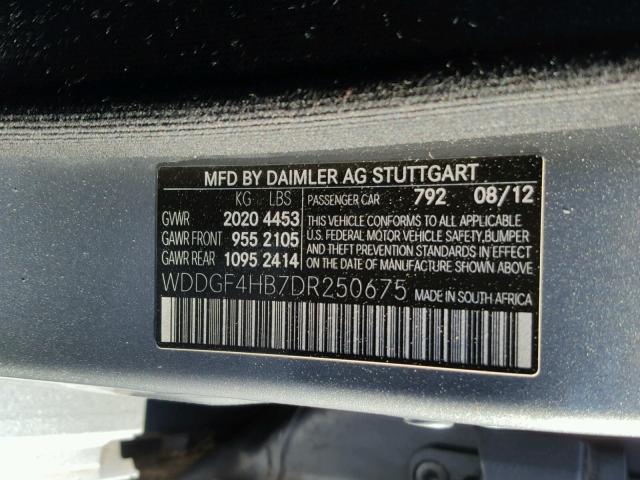 MFD BY DAIMLER AG STUTTGART
KG LBS PASSENGER CAR 792 08/12
GVWR 2020 4453
GAWR FRONT 955 2105
GAWR REAR 1095 2414
THIS VEHICLE CONFORMS TO ALL APPLICABLE
U.S. FEDERAL MOTOR VEHICLE SAFETY, BUMPER
AND THEFT PREVENTION STANDARDS IN EFFECT
ON THE DATE OF MANUFACTURE SHOWN ABOVE.
WDDGF4HB7DR250675 MADE IN SOUTH AFRICA